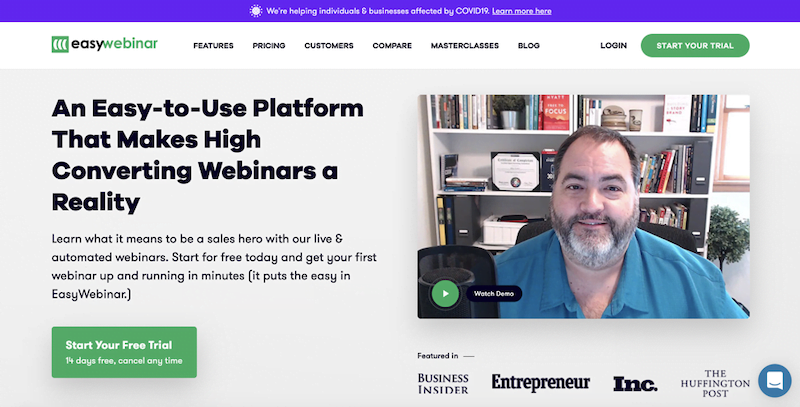 We're helping individuals & businesses affected by COVID19. Learn more here
easywebinar
FEATURES
PRICING
CUSTOMERS
COMPARE
MASTERCLASSES
BLOG
LOGIN
START YOUR TRIAL
An Easy-to-Use Platform
That Makes High
Converting Webinars a
Reality
Learn what it means to be a sales hero with our live &
automated webinars. Start for free today and get your first
webinar up and running in minutes (it puts the easy in
EasyWebinar.)
Start Your Free Trial
14 days free, cancel any time
HYATT
FREE TO
FOCUS
Watch Demo
Featured in
BUSINESS
INSIDER
Entrepreneur
Inc.
THE
HUFFINGTON
POST